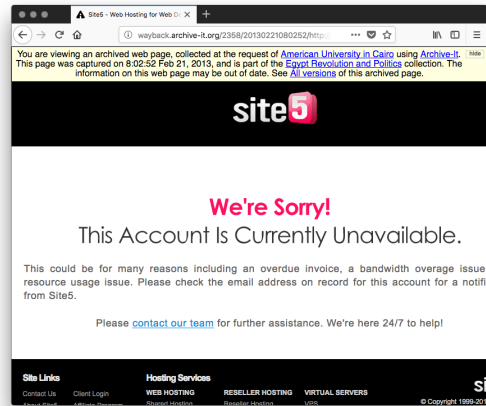 Site5 - Web Hosting for Web De
wayback.archive-it.org/2358/20130221080252/http:
You are viewing an archived web page, collected at the request of American University in Cairo using Archive-It. hide
This page was captured on 8:02:52 Feb 21, 2013, and is part of the Egypt Revolution and Politics collection. The
information on this web page may be out of date. See All versions of this archived page.
site5
We're Sorry!
This Account Is Currently Unavailable.
This could be for many reasons including an overdue invoice, a bandwidth overage issue
resource usage issue. Please check the email address on record for this account for a notifi
from Site5.
Please contact our team for further assistance. We're here 24/7 to help!
Site Links Hosting Services
Contact Us Client Login WEB HOSTING RESELLER HOSTING VIRTUAL SERVERS
About Site5 Affiliate Program Shared Hosting Reseller Hosting VPS
si
© Copyright 1999-201